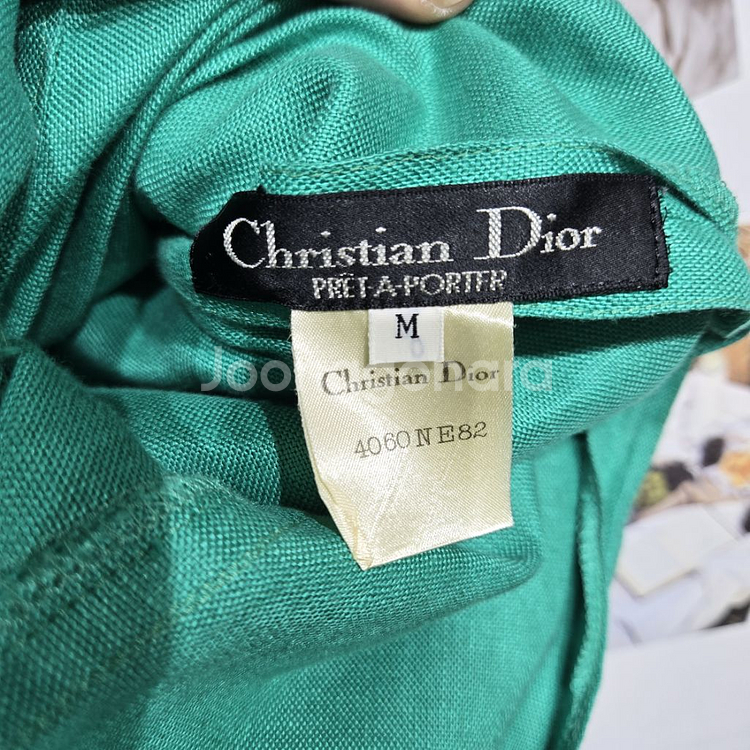 Christian Dior
PRÊT-A-PORTER
M
Christian Dior
4060NE82